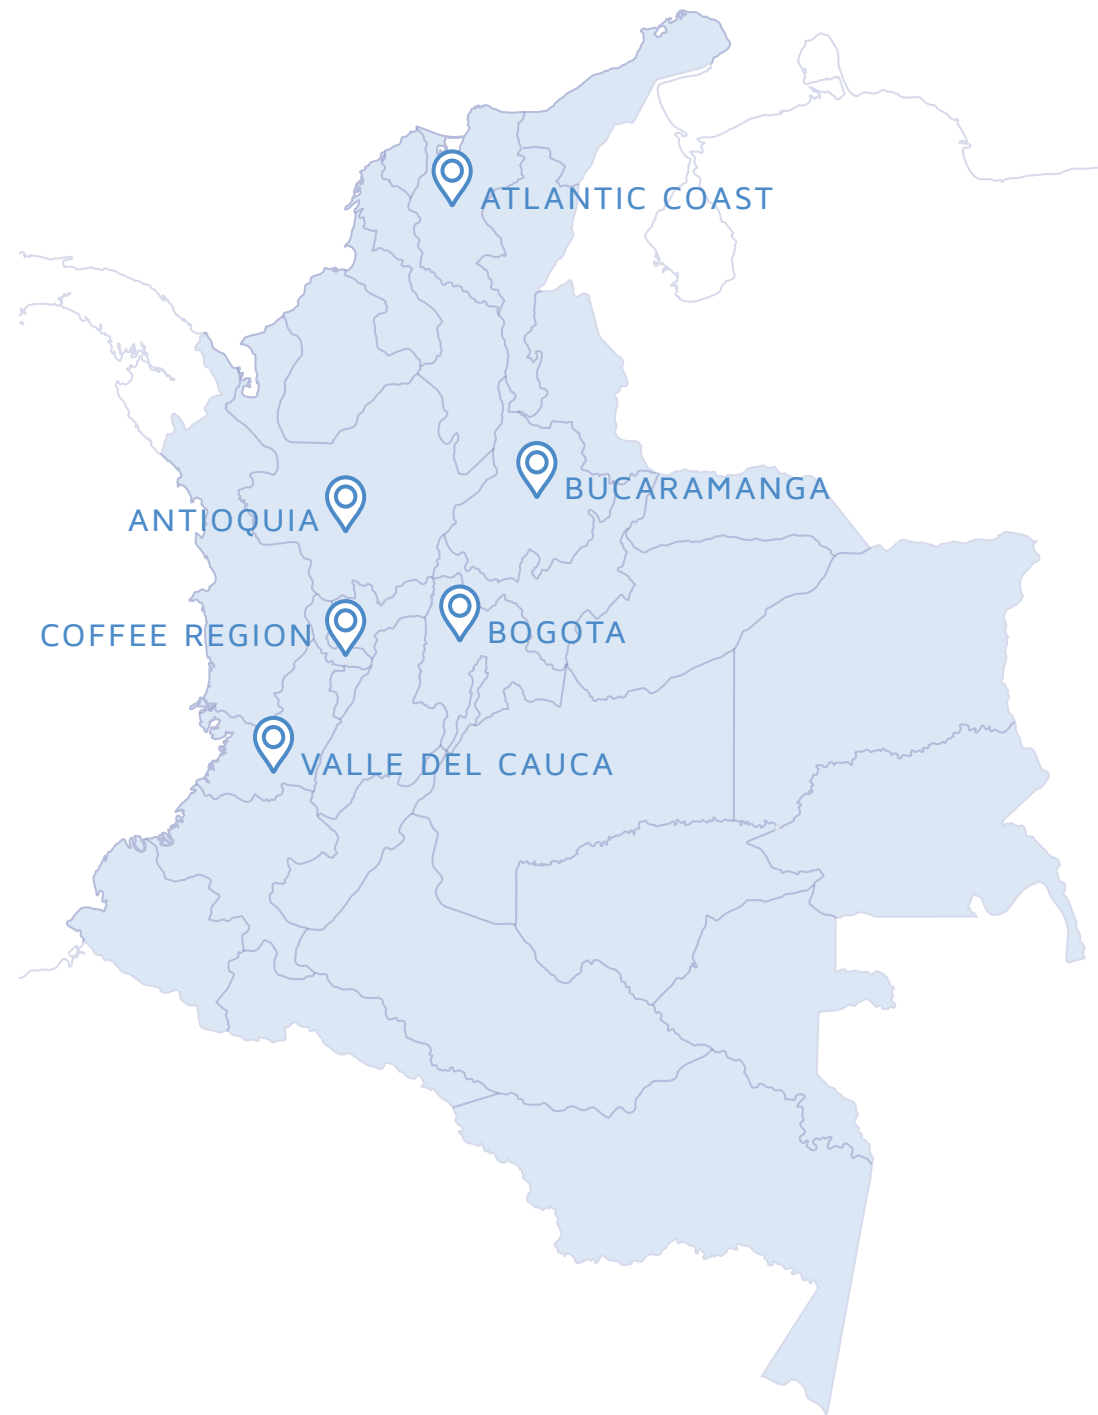 ATLANTIC COAST
BUCARAMANGA
ANTIOQUIA
BOGOTA
COFFEE REGION
VALLE DEL CAUCA